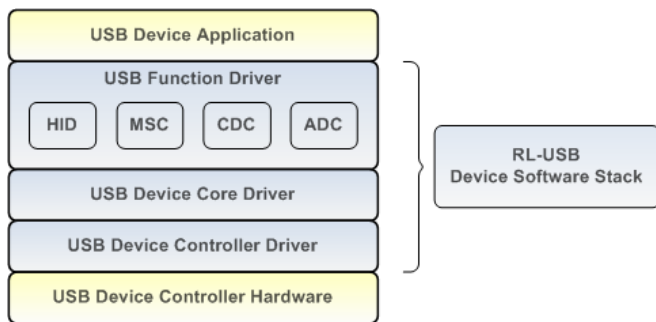 USB Device Application
USB Function Driver
HID
MSC
CDC
ADC
RL-USB
Device Software Stack
USB Device Core Driver
USB Device Controller Driver
USB Device Controller Hardware